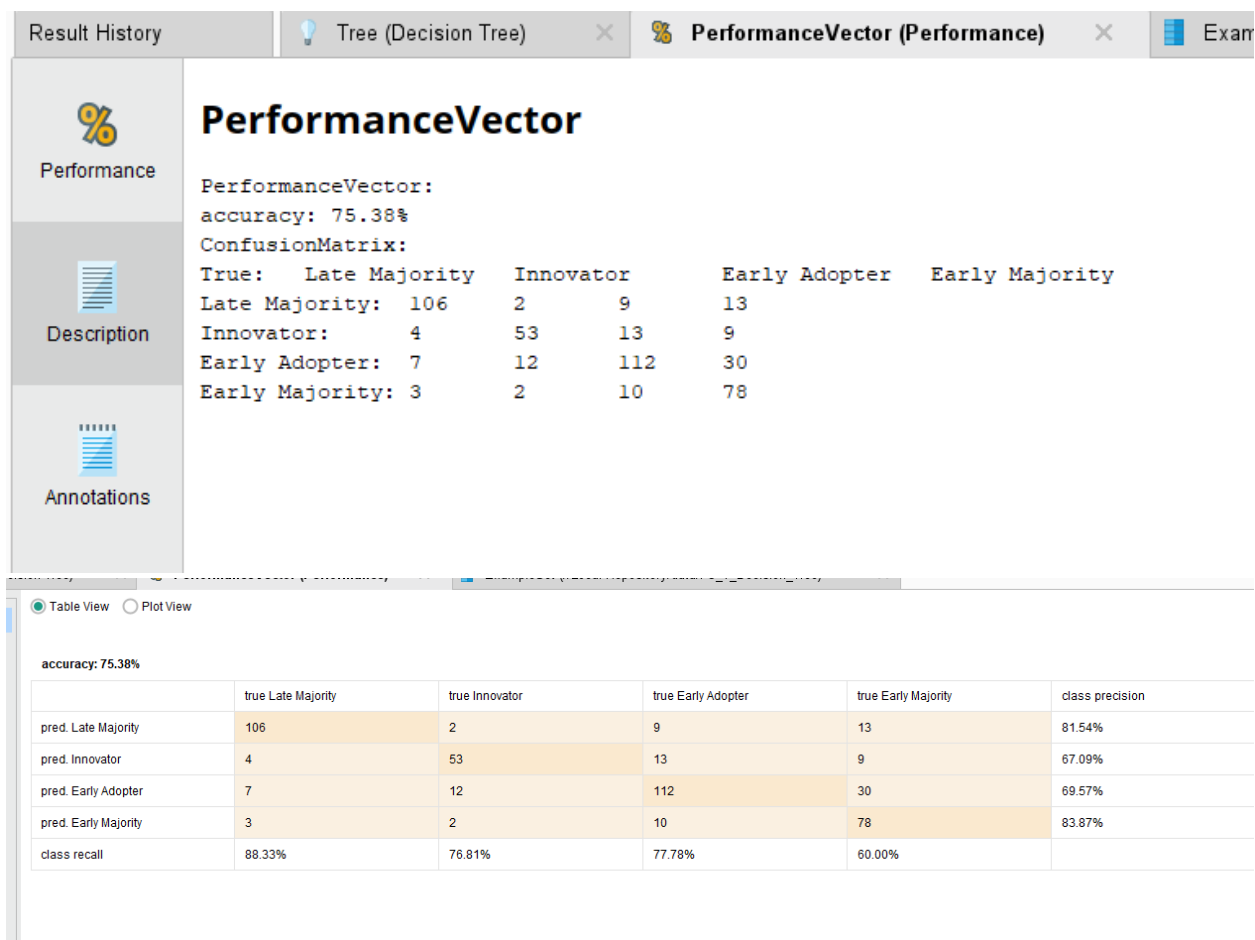 Result History Tree (Decision Tree) PerformanceVector (Performance) Exam
Performance
Description
Annotations
PerformanceVector
PerformanceVector:
accuracy: 75.38%
ConfusionMatrix:
True: Late Majority Innovator Early Adopter Early Majority
Late Majority: 106 2 9 13
Innovator: 4 53 13 9
Early Adopter: 7 12 112 30
Early Majority: 3 2 10 78
Table View Plot View
accuracy: 75.38%
true Late Majority true Innovator true Early Adopter true Early Majority class precision
pred. Late Majority 106 2 9 13 81.54%
pred. Innovator 4 53 13 9 67.09%
pred. Early Adopter 7 12 112 30 69.57%
pred. Early Majority 3 2 10 78 83.87%
class recall 88.33% 76.81% 77.78% 60.00%